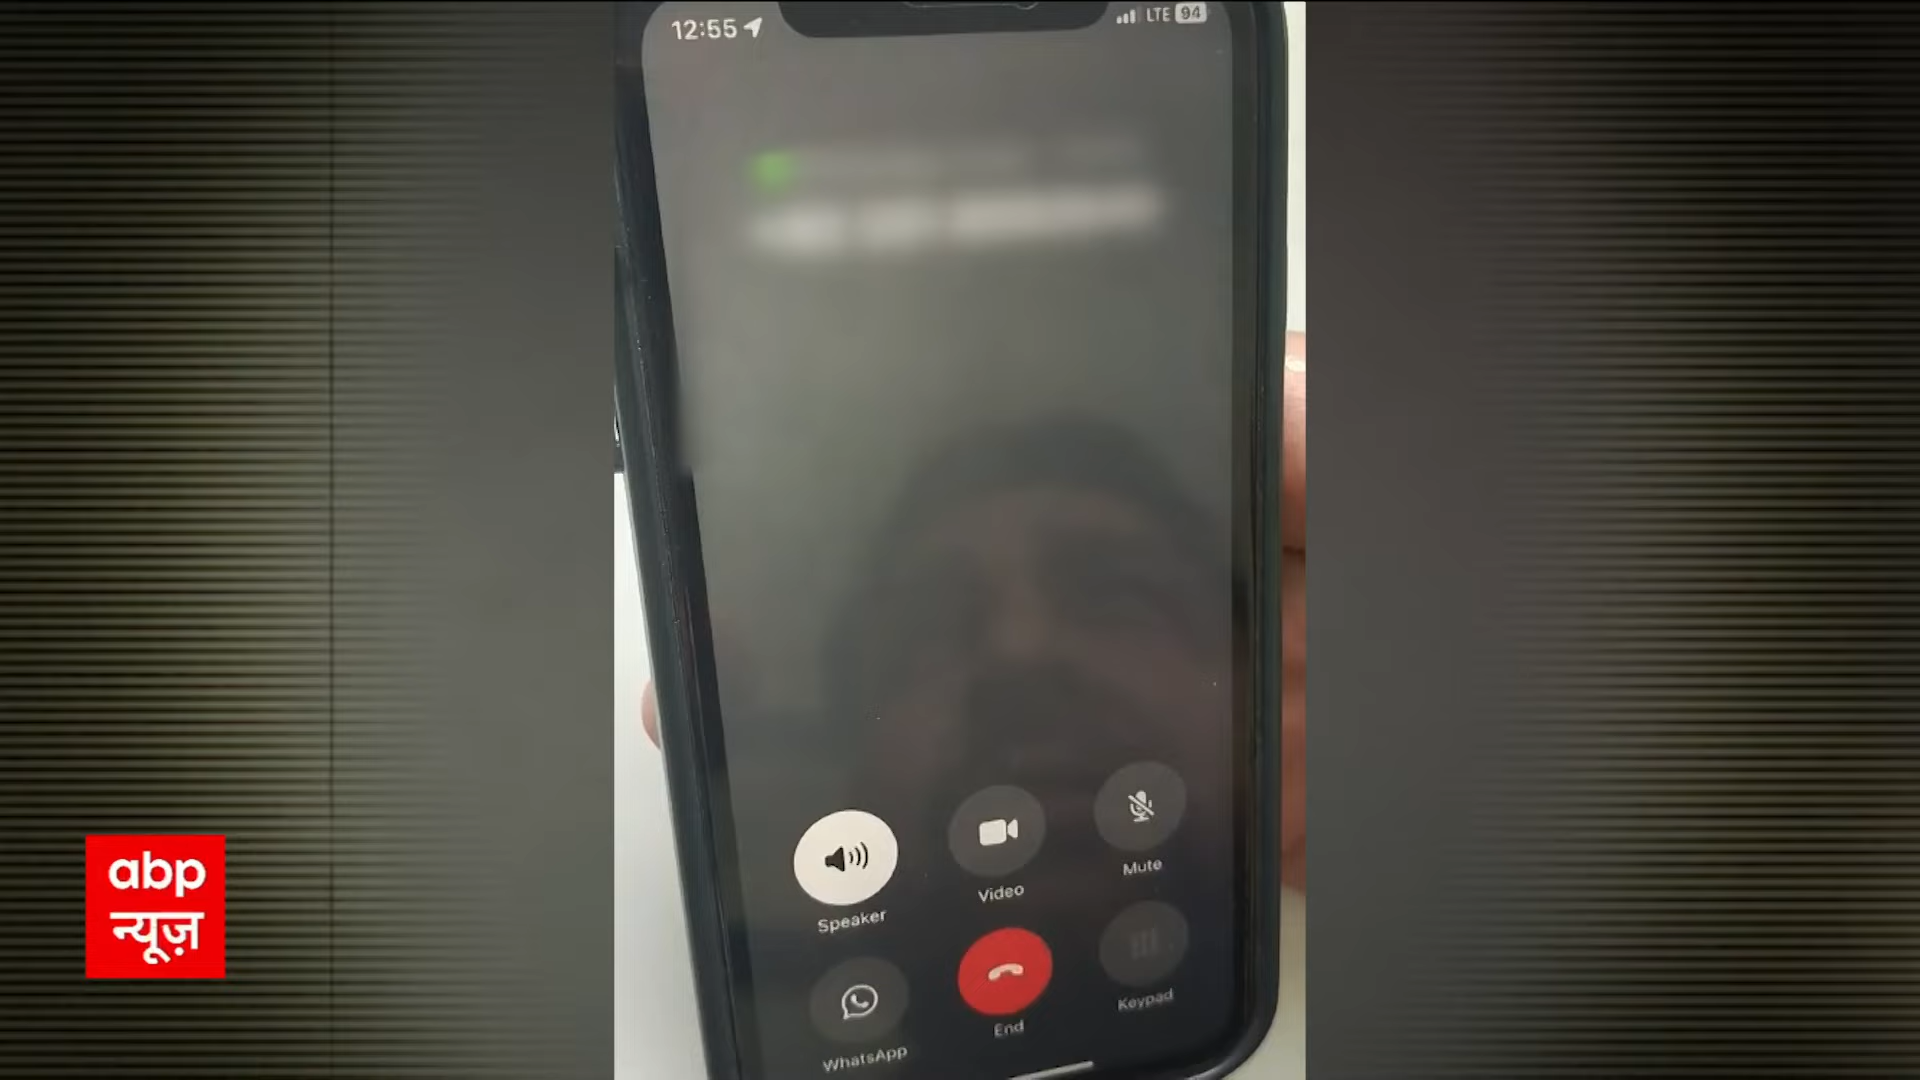 12:55
LTE 94
Speaker
Video
Mute
WhatsApp
End
Keypad
abp
न्यूज़